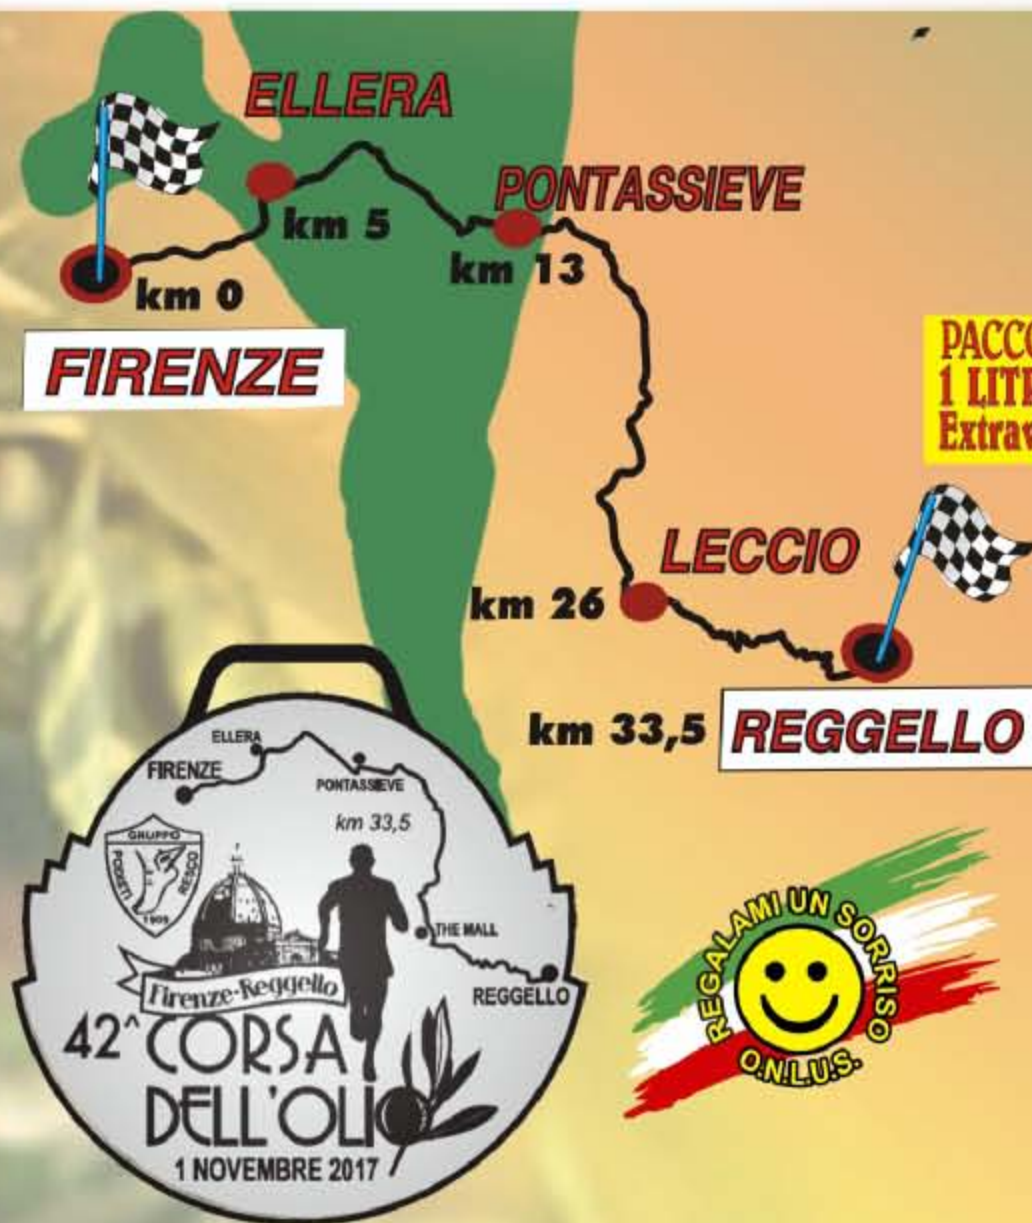 ELLERA
PONTASSIEVE
km 5
km 13
km 0
FIRENZE
1
LECCIO
km 26
km 33,5 REGGELLO
ELLERA
FIRENZE
PONTASSIEVE
km 33,5
GRUPPO
PODISTI
RESCO
1909
THE MALL
REGGELLO
Firenze-Reggello
42^ CORSA
DELL'OLIO
1 NOVEMBRE 2017
REGALAMI UN SORRISO
O.N.L.U.S.